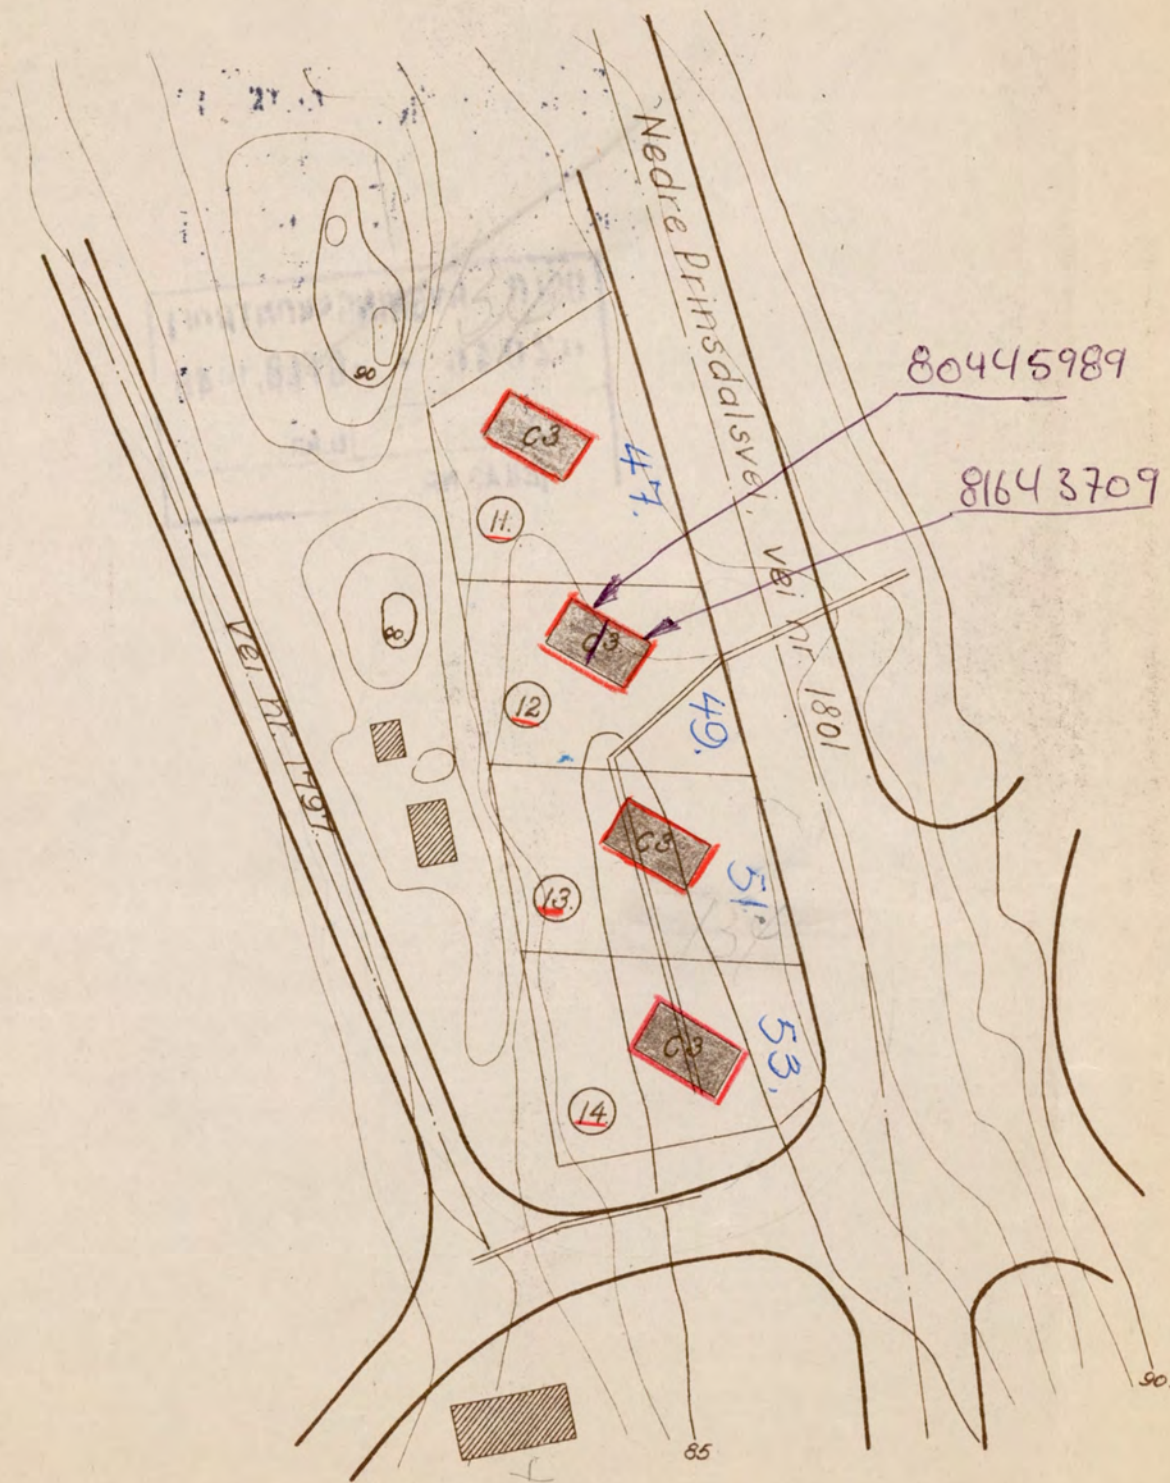 Nedre Prinsdalsvei. vei nr. 1801
80445989
81643709
90
C3
47.
11.
90.
C3.
12
49.
Vei nr. 1797.
C3
51.
13.
C3
53.
14.
90.
85